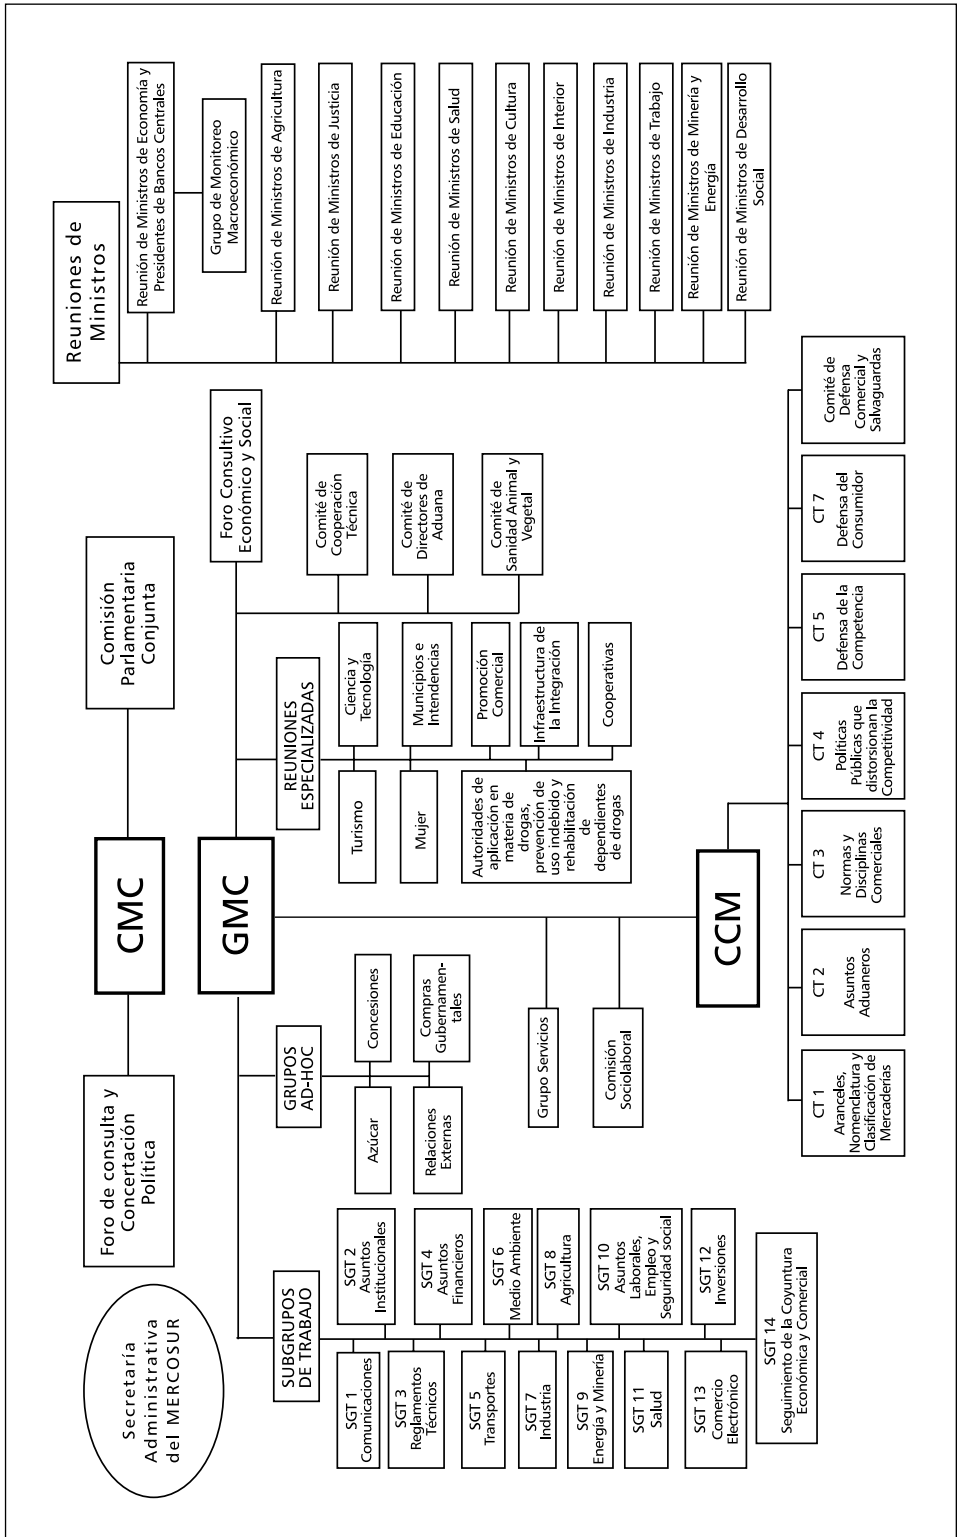 Secretaría
Administrativa
del MERCOSUR
Foro de consulta y
Concertación
Política
CMC
Comisión
Parlamentaria
Conjunta
Reuniones de
Ministros
Reunión de Ministros de Economía y
Presidentes de Bancos Centrales
Grupo de Monitoreo
Macroeconómico
Reunión de Ministros de Agricultura
Reunión de Ministros de Justicia
Reunión de Ministros de Educación
Reunión de Ministros de Salud
Reunión de Ministros de Cultura
Reunión de Ministros de Interior
Reunión de Ministros de Industria
Reunión de Ministros de Trabajo
Reunión de Ministros de Minería y
Energía
Reunión de Ministros de Desarrollo
Social
GMC
Foro Consultivo
Económico y Social
Comité de
Cooperación
Técnica
Comité de
Directores de
Aduana
Comité de
Sanidad Animal y
Vegetal
SUBGRUPOS
DE TRABAJO
SGT 1
Comunicaciones
SGT 2
Asuntos
Institucionales
SGT 3
Reglamentos
Técnicos
SGT 4
Asuntos
Financieros
SGT 5
Transportes
SGT 6
Medio Ambiente
SGT 7
Industria
SGT 8
Agricultura
SGT 9
Energía y Minería
SGT 10
Asuntos
Laborales,
Empleo y
Seguridad social
SGT 11
Salud
SGT 12
Inversiones
SGT 13
Comercio
Electrónico
SGT 14
Seguimiento de la Coyuntura
Económica y Comercial
GRUPOS
AD-HOC
Azúcar
Concesiones
Relaciones
Externas
Compras
Gubernamen-
tales
REUNIONES
ESPECIALIZADAS
Turismo
Ciencia y
Tecnología
Mujer
Municipios e
Intendencias
Autoridades de
aplicación en
materia de
drogas,
prevención de
uso indebido y
rehabilitación
de
dependientes
de drogas
Promoción
Comercial
Infraestructura de
la Integración
Cooperativas
Grupo Servicios
Comisión
Sociolaboral
CCM
CT 1
Aranceles,
Nomenclatura y
Clasificación de
Mercaderías
CT 2
Asuntos
Aduaneros
CT 3
Normas y
Disciplinas
Comerciales
CT 4
Políticas
Públicas que
distorsionan la
Competitividad
CT 5
Defensa de la
Competencia
CT 7
Defensa del
Consumidor
Comité de
Defensa
Comercial y
Salvaguardas